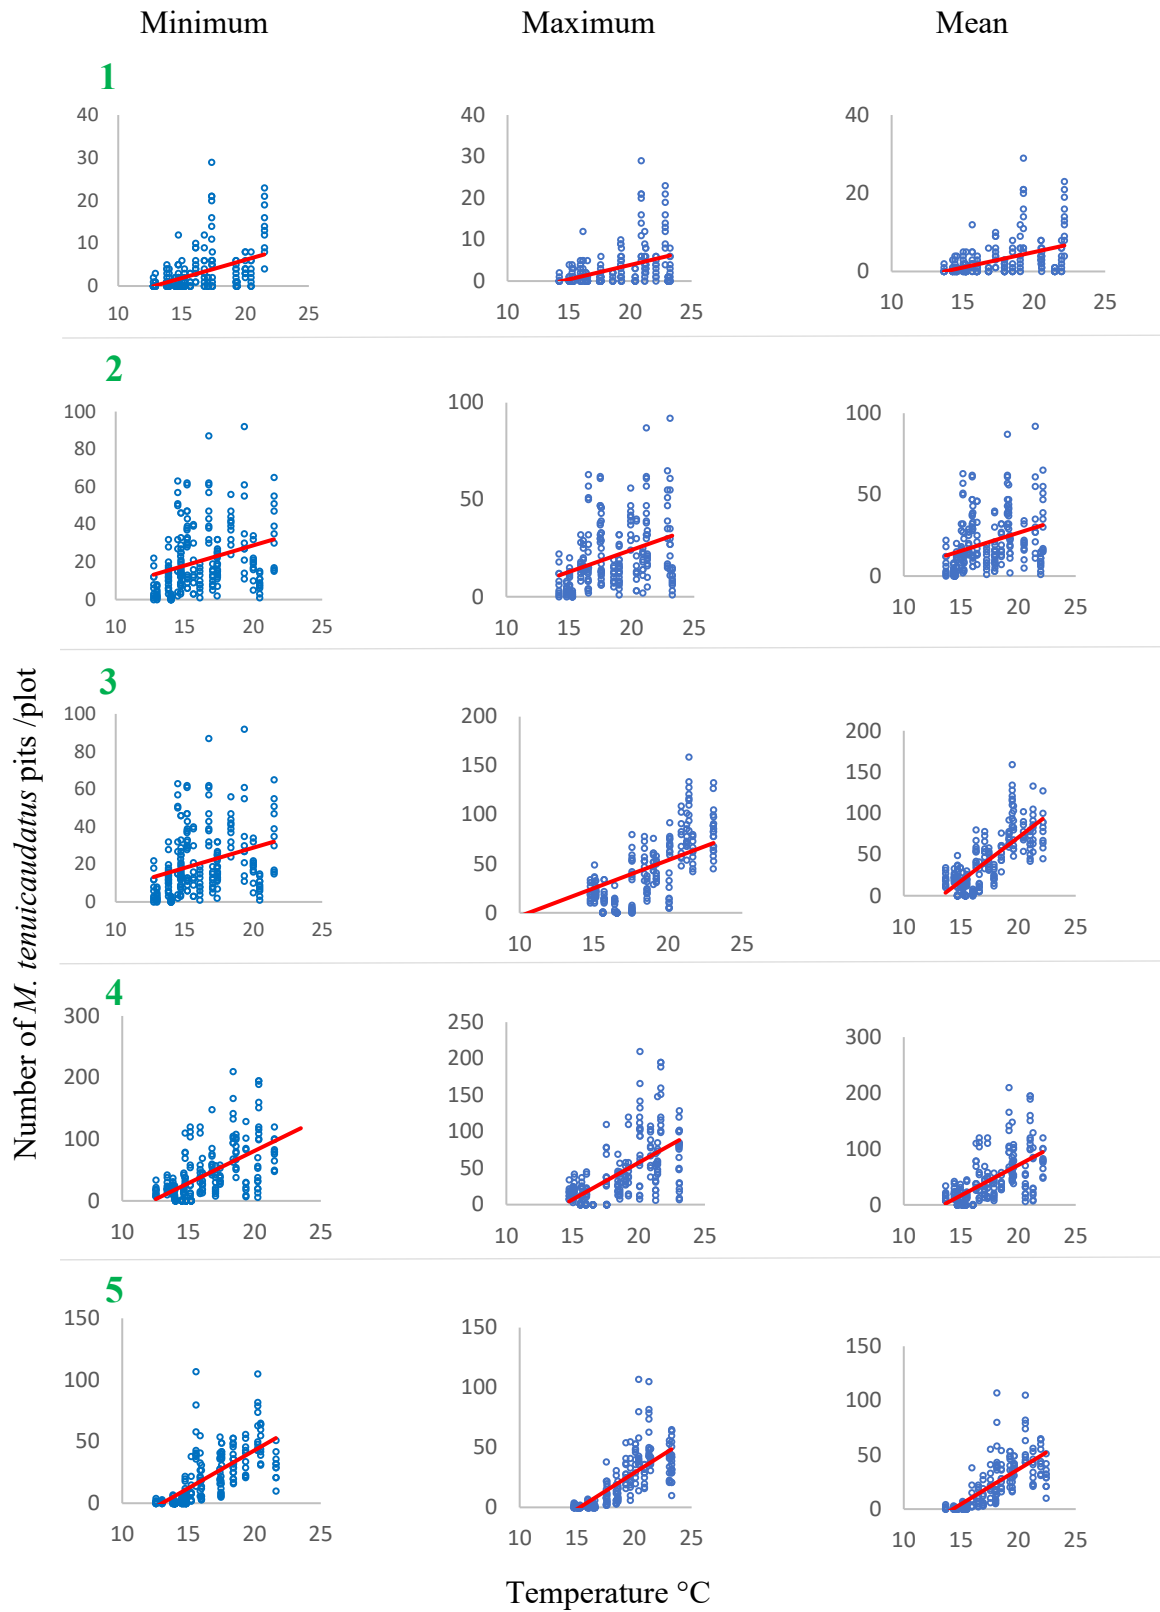 Minimum Maximum Mean
1
40 30 20 10 0
10 15 20 25
40 30 20 10 0
10 15 20 25
40 20 0
10 15 20 25
2
100 80 60 40 20 0
10 15 20 25
100 50 0
10 15 20 25
100 50 0
10 15 20 25
3
100 80 60 40 20 0
10 15 20 25
200 150 100 50 0
10 15 20 25
200 150 100 50 0
10 15 20 25
4
300 200 100 0
10 15 20 25
250 200 150 100 50 0
10 15 20 25
300 200 100 0
10 15 20 25
5
150 100 50 0
10 15 20 25
150 100 50 0
10 15 20 25
150 100 50 0
10 15 20 25
Number of M. tenuicaudatus pits /plot
Temperature °C